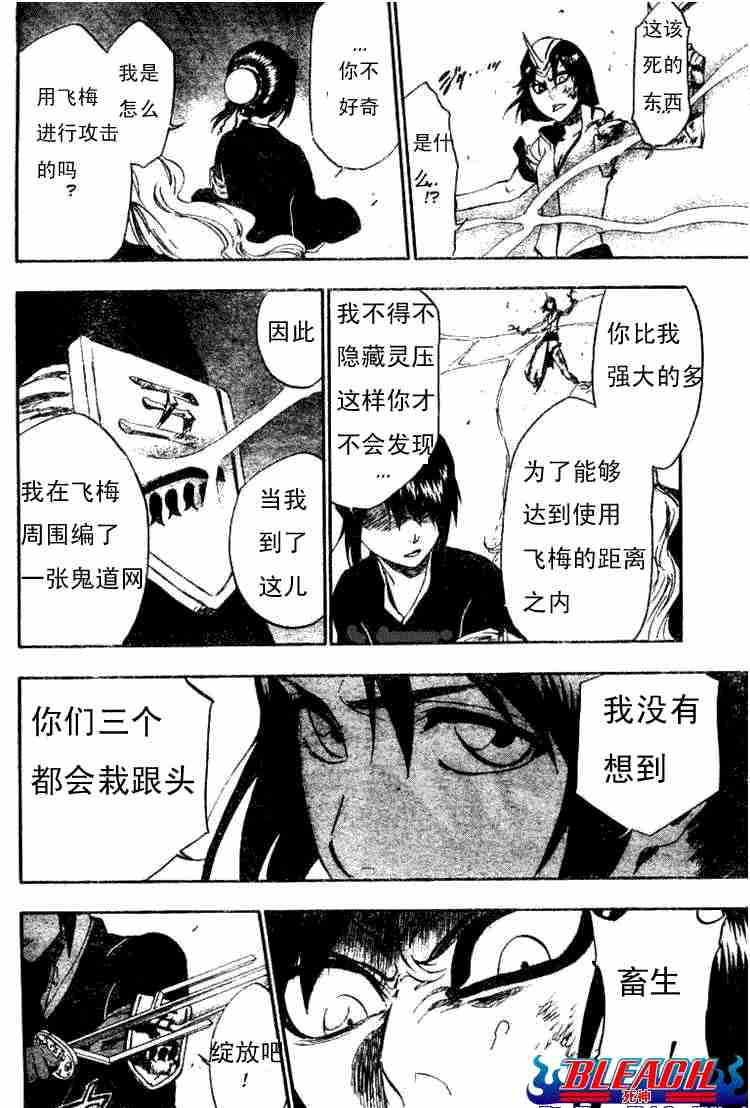 这该
死的
东西
是什
么...
!?
...
你不
好奇
我是
怎么
用飞梅
进行攻击
的吗
?
你比我
强大的多
为了能够
达到使用
飞梅的距离
之内
我不得不
隐藏灵压
这样你才
不会发现
...
因此
当我
到了
这儿
我在飞梅
周围编了
一张鬼道网
五
我没有
想到
你们三个
都会栽跟头
畜生
!
绽放吧
!
BLEACH
死神